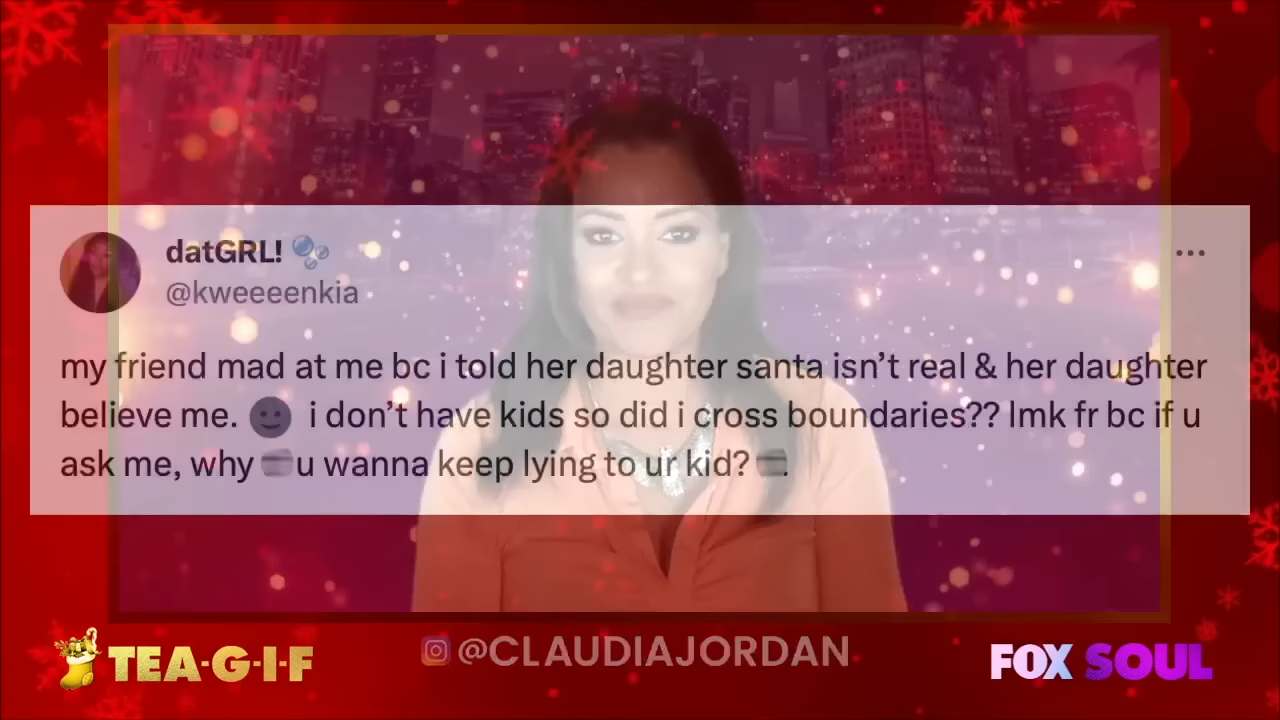 datGRL!
@kweeeenkia
my friend mad at me bc i told her daughter santa isn’t real & her daughter
believe me. i don’t have kids so did i cross boundaries?? lmk fr bc if u
ask me, why u wanna keep lying to ur kid?
TEA-G-I-F
@CLAUDIAJORDAN
FOX SOUL